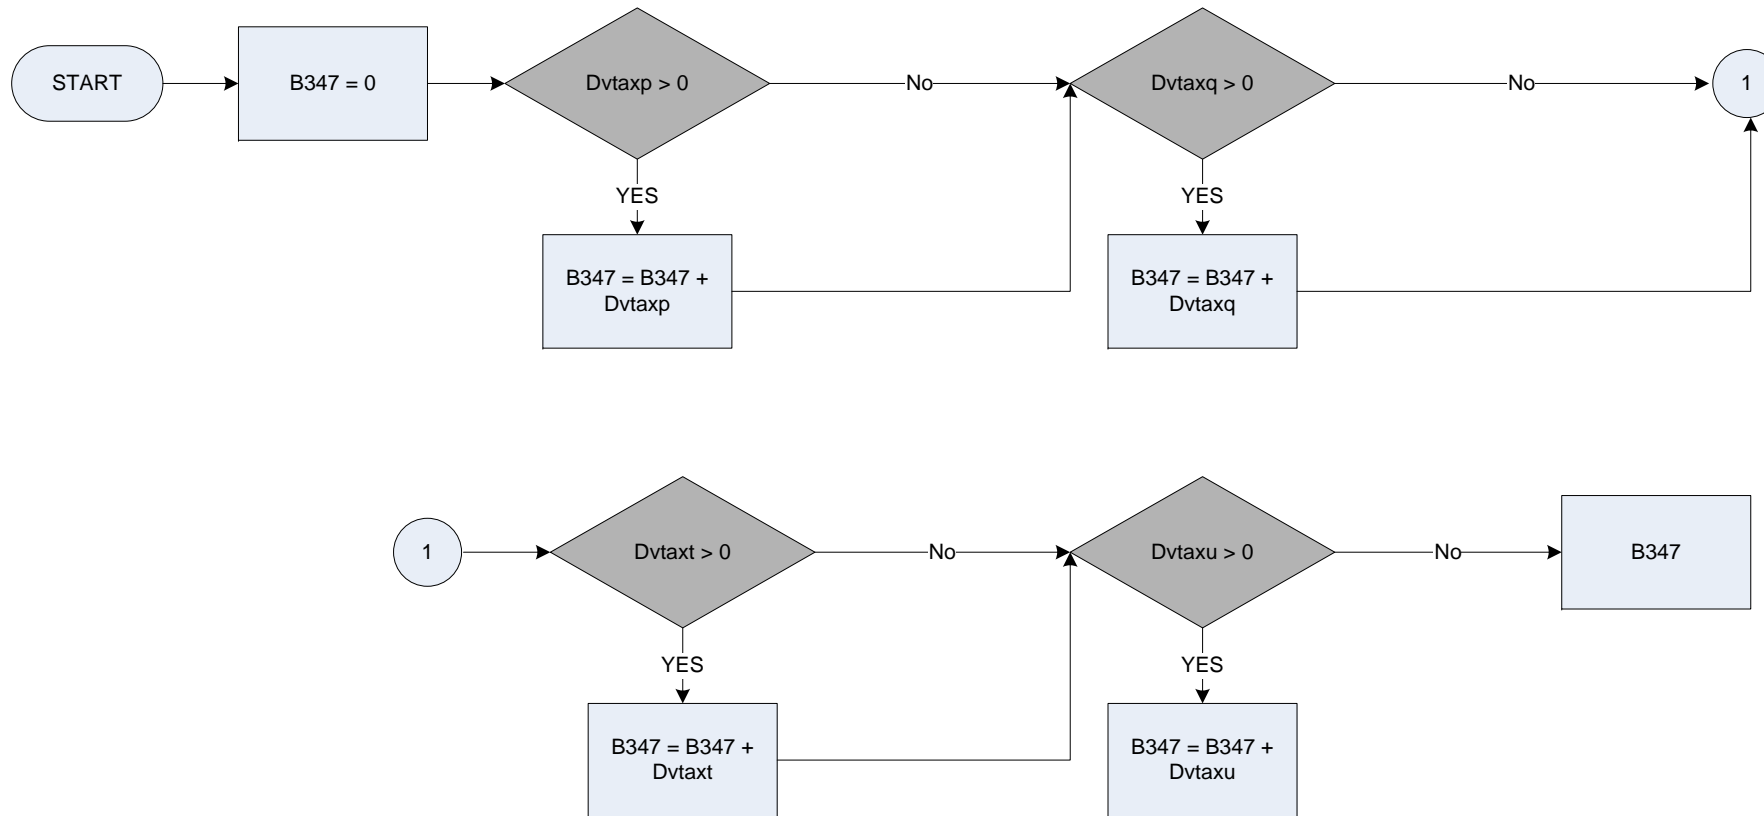 START
B347 = 0
Dvtaxp > 0
No
Dvtaxq > 0
No
1
YES
YES
B347 = B347 +
Dvtaxp
B347 = B347 +
Dvtaxq
1
Dvtaxt > 0
No
Dvtaxu > 0
No
B347
YES
YES
B347 = B347 +
Dvtaxt
B347 = B347 +
Dvtaxu